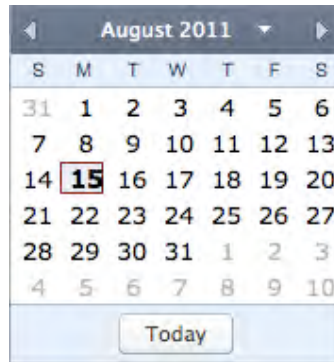 August 2011
S M T W T F S
31 1 2 3 4 5 6
7 8 9 10 11 12 13
14 15 16 17 18 19 20
21 22 23 24 25 26 27
28 29 30 31 1 2 3
4 5 6 7 8 9 10
Today